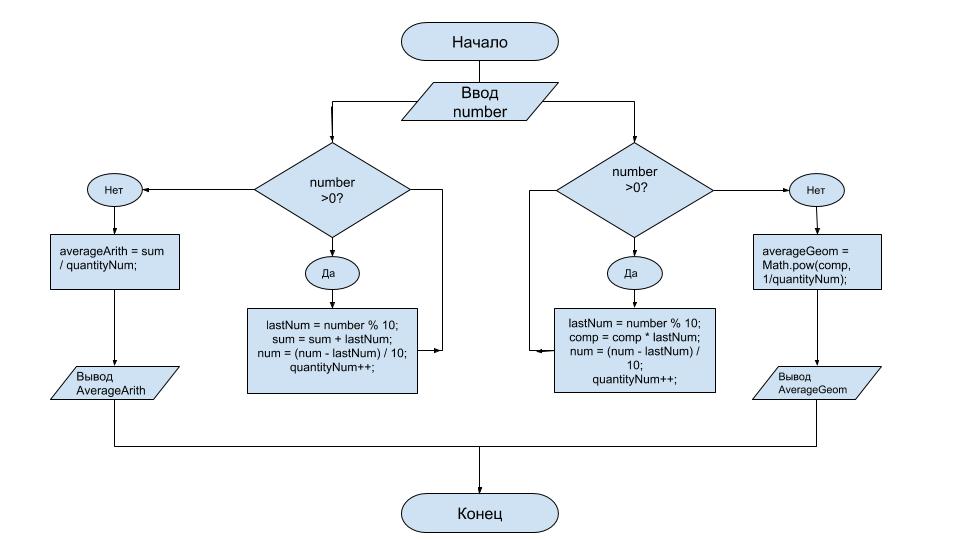 Начало
Ввод
number
number
>0?
number
>0?
Нет
Нет
averageArith = sum
/ quantityNum;
averageGeom =
Math.pow(comp,
1/quantityNum);
Да
Да
lastNum = number % 10;
sum = sum + lastNum;
num = (num - lastNum) / 10;
quantityNum++;
lastNum = number % 10;
comp = comp * lastNum;
num = (num - lastNum) /
10;
quantityNum++;
Вывод
AverageArith
Вывод
AverageGeom
Конец